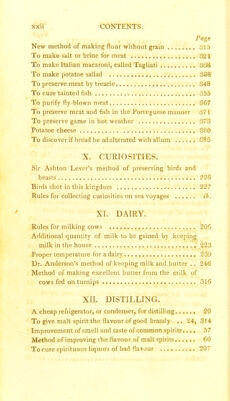 xxii CONTENTS.
Page
New method of making flour without grain ........ 315
To make salt or brine for meat ................ 321
To make Italian macaroni, called Tagliati ........
To make potatoe sallad ................
To preserve meat by treacle ................ 348
To cure tainted fish ................ 355
To purify fly-blown meat ................ 367
To preserve meat and fish in the Portuguese manner 371
To preserve game in hot weather ................ 373
Potatoe cheese ................ 380
To discover if bread be adulterated with allum ...... 385
X. CURIOSITIES.
Sir Ashton Lever's method of preserving birds and
beasts ................ 226
Birds shot in this kingdom ................ 227
Rules for collecting curiosities on sea voyages ...... ib.
XI. DAIRY.
Rules for milking cows ................ 206
Additional quantity of milk to be gained by keeping
milk in the house ................ 223
Proper temperature for a dairy ................ 239
Dr. Anderson's method of keeping milk and butter .. 246
Method of making excellent butter from the milk of
cows fed on turnips ................ 316
XII. DISTILLING.
A cheap refrigerator, or condenser, for distilling ...... 20
To give malt spirit the flavour of good brandy .. 24, 314
Improvement of smell and taste of common spirits .... 57
Method of improving the flavour of malt spirits ...... 60
To cure spirituous liquors of bad flavour ........ 207